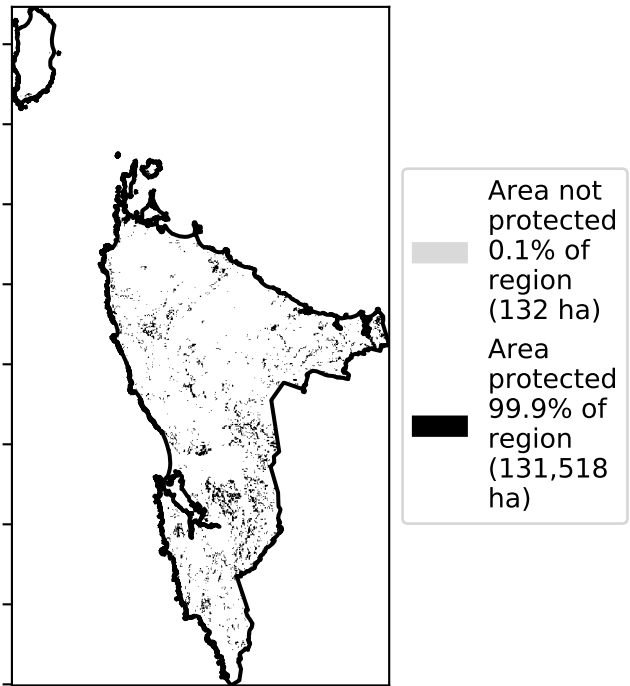 Area not
protected
0.1% of
region
(132 ha)
Area
protected
99.9% of
region
(131,518
ha)